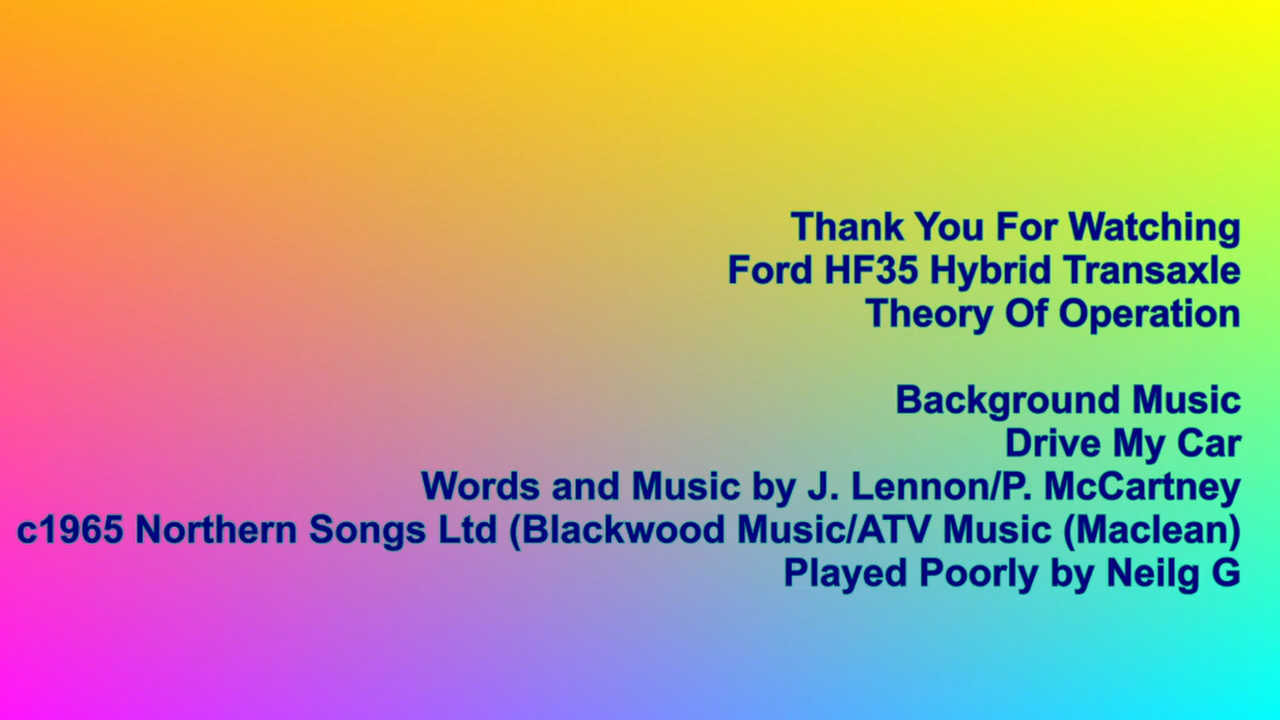 Thank You For Watching
Ford HF35 Hybrid Transaxle
Theory Of Operation
Background Music
Drive My Car
Words and Music by J. Lennon/P. McCartney
c1965 Northern Songs Ltd (Blackwood Music/ATV Music (Maclean)
Played Poorly by Neilg G